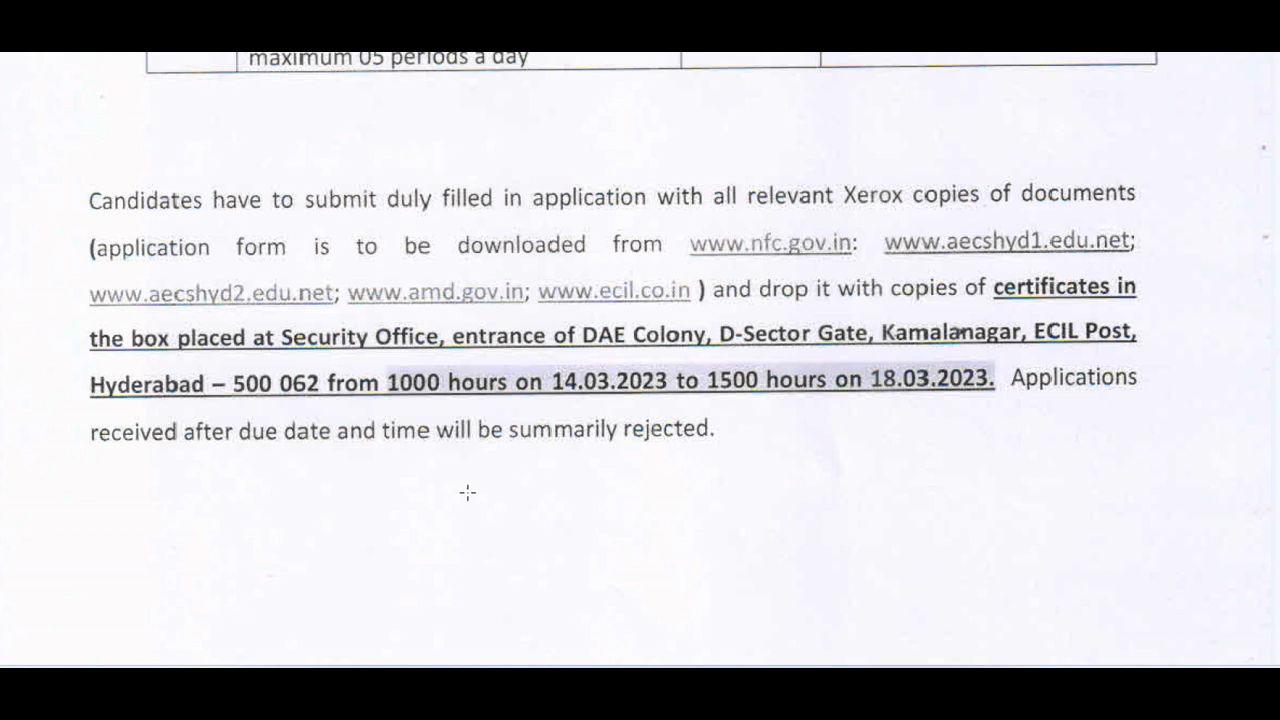 maximum 05 periods a day
Candidates have to submit duly filled in application with all relevant Xerox copies of documents
(application form is to be downloaded from www.nfc.gov.in: www.aecshyd1.edu.net;
www.aecshyd2.edu.net; www.amd.gov.in; www.ecil.co.in ) and drop it with copies of certificates in
the box placed at Security Office, entrance of DAE Colony, D-Sector Gate, Kamalanagar, ECIL Post,
Hyderabad – 500 062 from 1000 hours on 14.03.2023 to 1500 hours on 18.03.2023. Applications
received after due date and time will be summarily rejected.